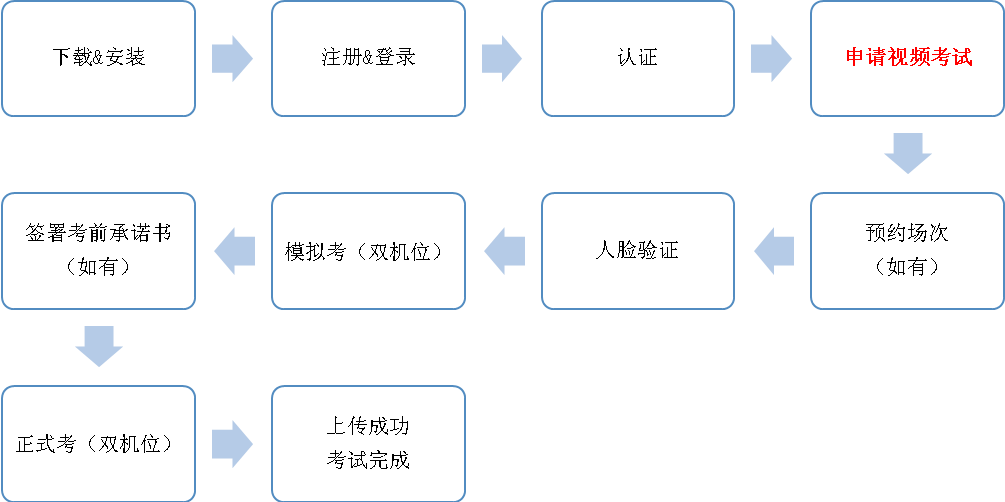 下载&安装
注册&登录
认证
申请视频考试
预约场次
（如有）
人脸验证
模拟考（双机位）
签署考前承诺书
（如有）
正式考（双机位）
上传成功
考试完成